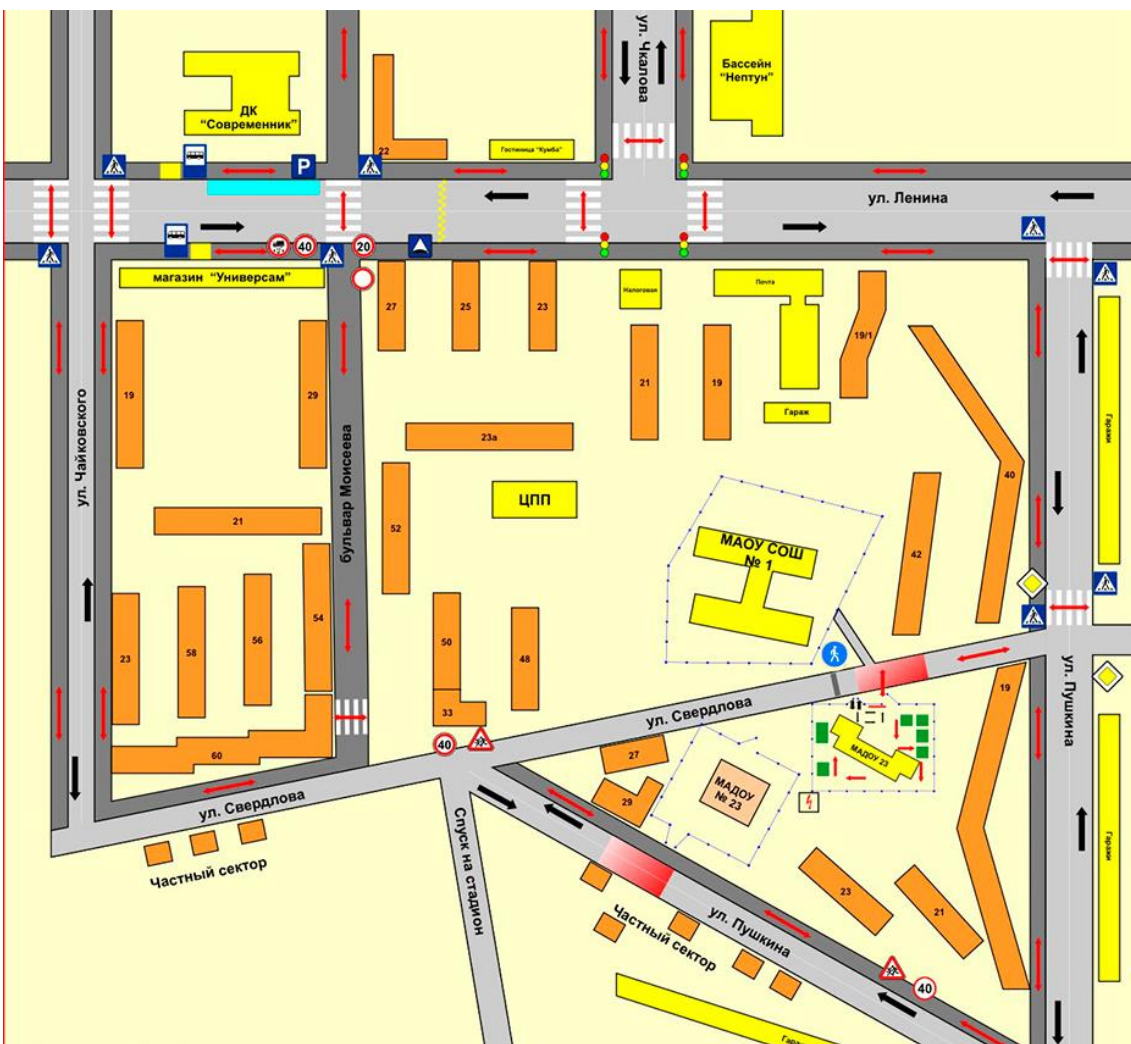 ул. Чкалова
Бассейн
"Нептун"
ДК
"Современник"
P
22
Гостиница "Кумба"
ул. Ленина
40
20
магазин "Универсам"
27
25
23
Налоговая
Почта
19/1
19
29
21
19
Гараж
Гаражи
ул. Чайковского
бульвар Моисеева
23а
40
ЦПП
52
21
МАОУ СОШ
№ 1
42
54
56
58
23
50
48
33
ул. Свердлова
19
ул. Пушкина
40
60
27
МАДОУ 23
29
МАДОУ
№ 23
ул. Свердлова
Гаражи
Частный сектор
Спуск на стадион
23
21
ул. Пушкина
Частный сектор
40